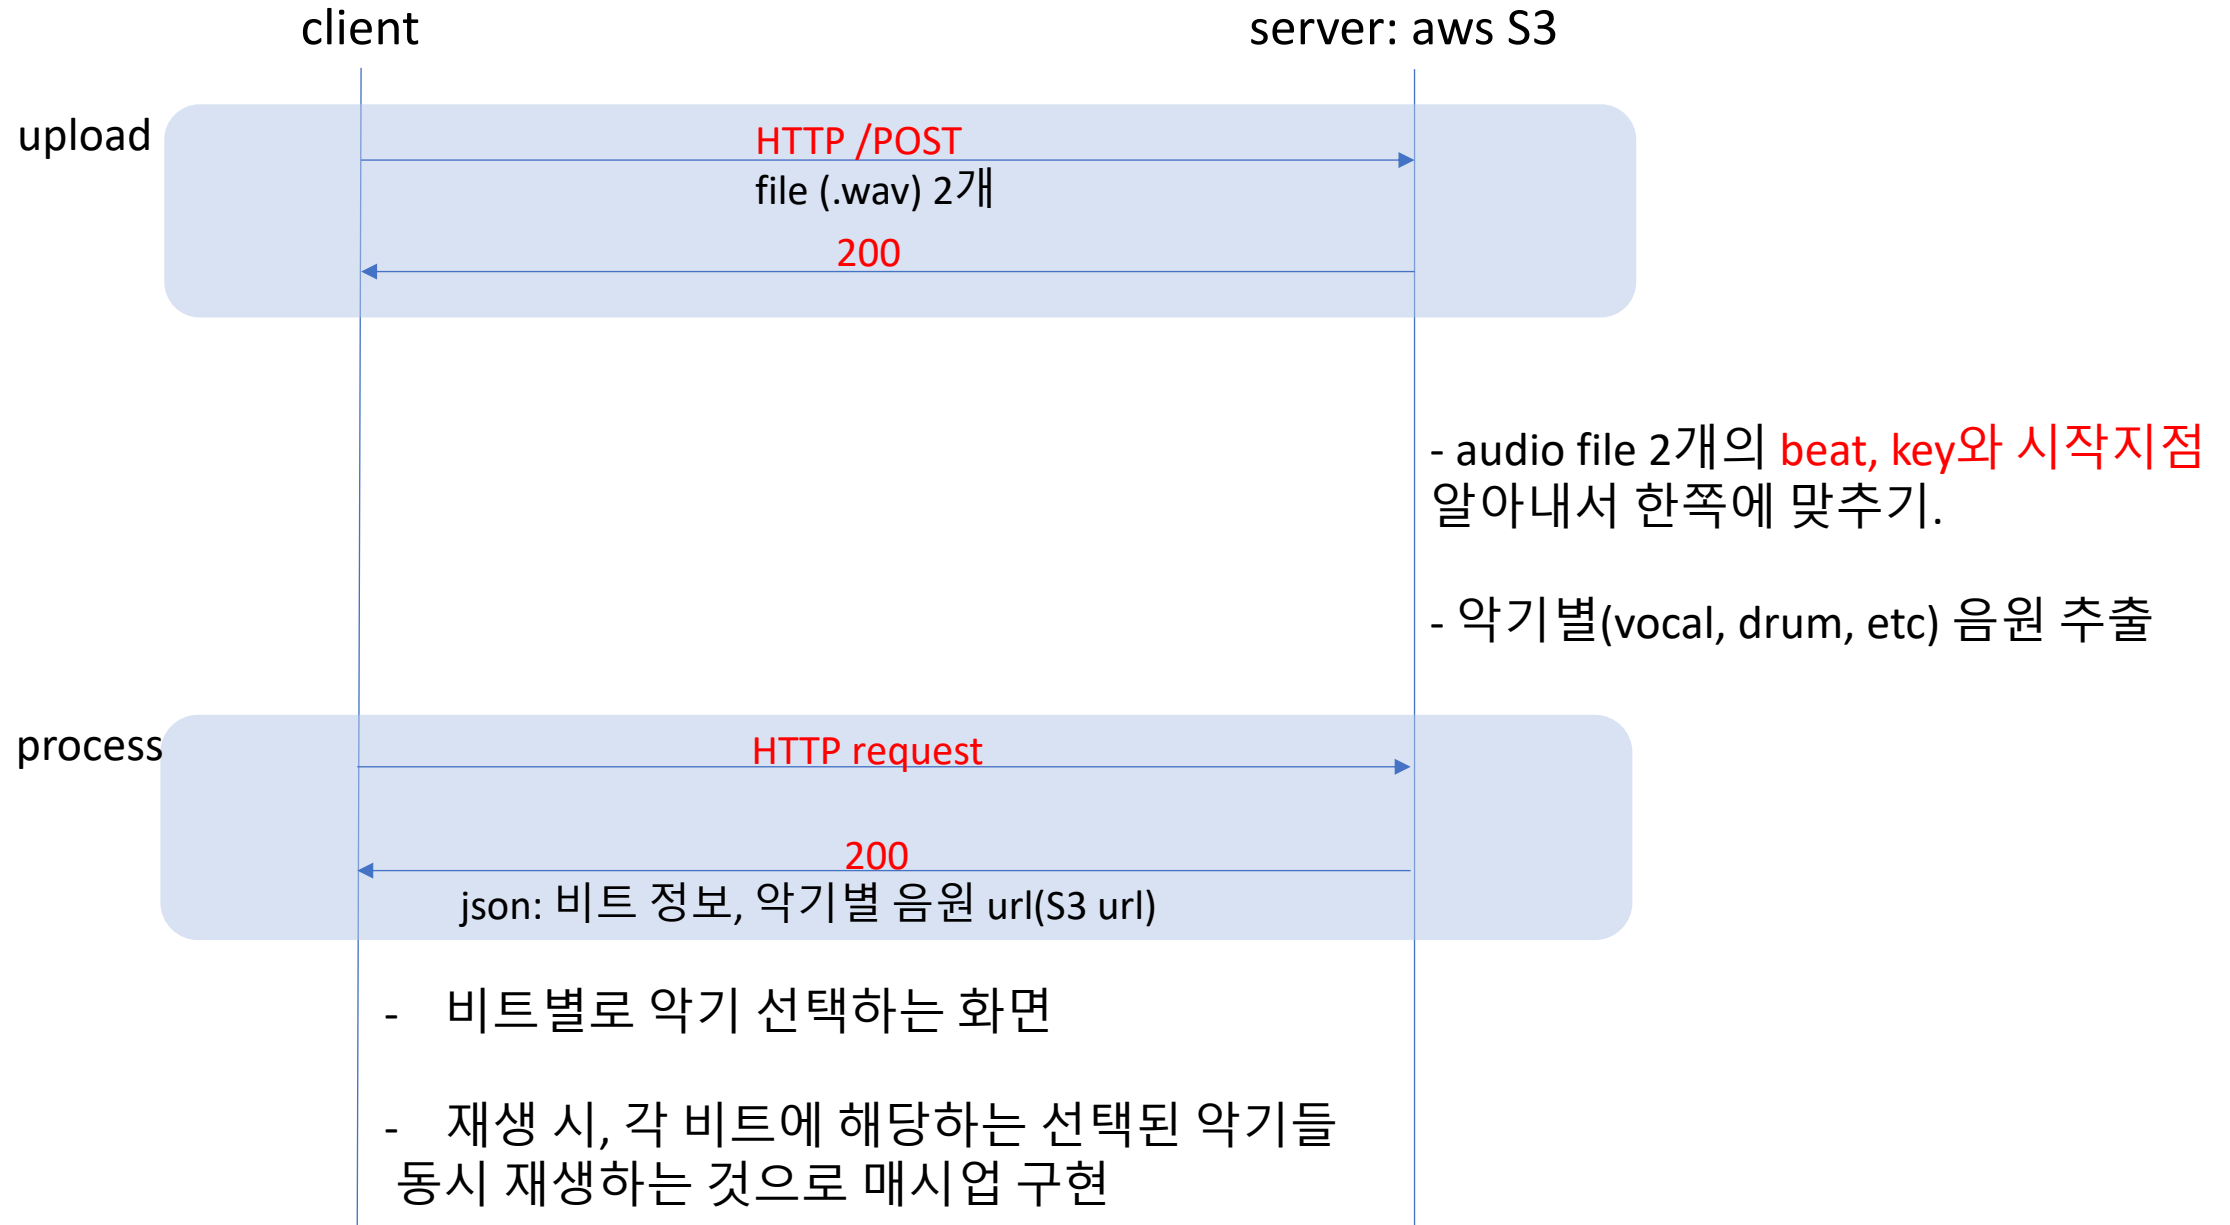 client
server: aws S3
upload
HTTP /POST
file (.wav) 2개
200
- audio file 2개의 beat, key와 시작지점
알아내서 한쪽에 맞추기.
- 악기별(vocal, drum, etc) 음원 추출
process
HTTP request
200
json: 비트 정보, 악기별 음원 url(S3 url)
- 비트별로 악기 선택하는 화면
- 재생 시, 각 비트에 해당하는 선택된 악기들
동시 재생하는 것으로 매시업 구현